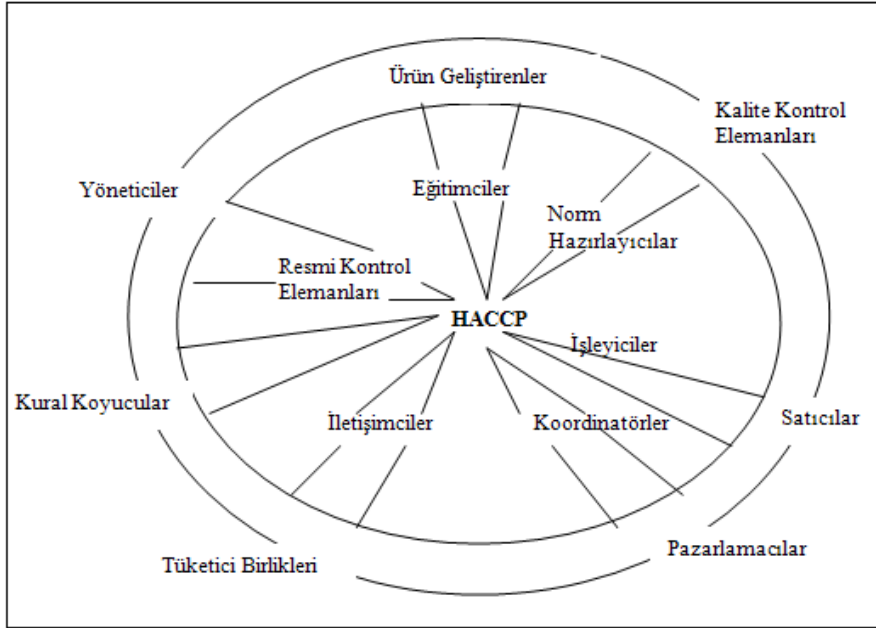 Ürün Geliştirenler
Kalite Kontrol
Elemanları
Yöneticiler
Eğitimciler
Norm
Hazırlayıcılar
Resmi Kontrol
Elemanları
HACCP
İşleyiciler
Kural Koyucular
İletişimciler
Koordinatörler
Satıcılar
Tüketici Birlikleri
Pazarlamacılar